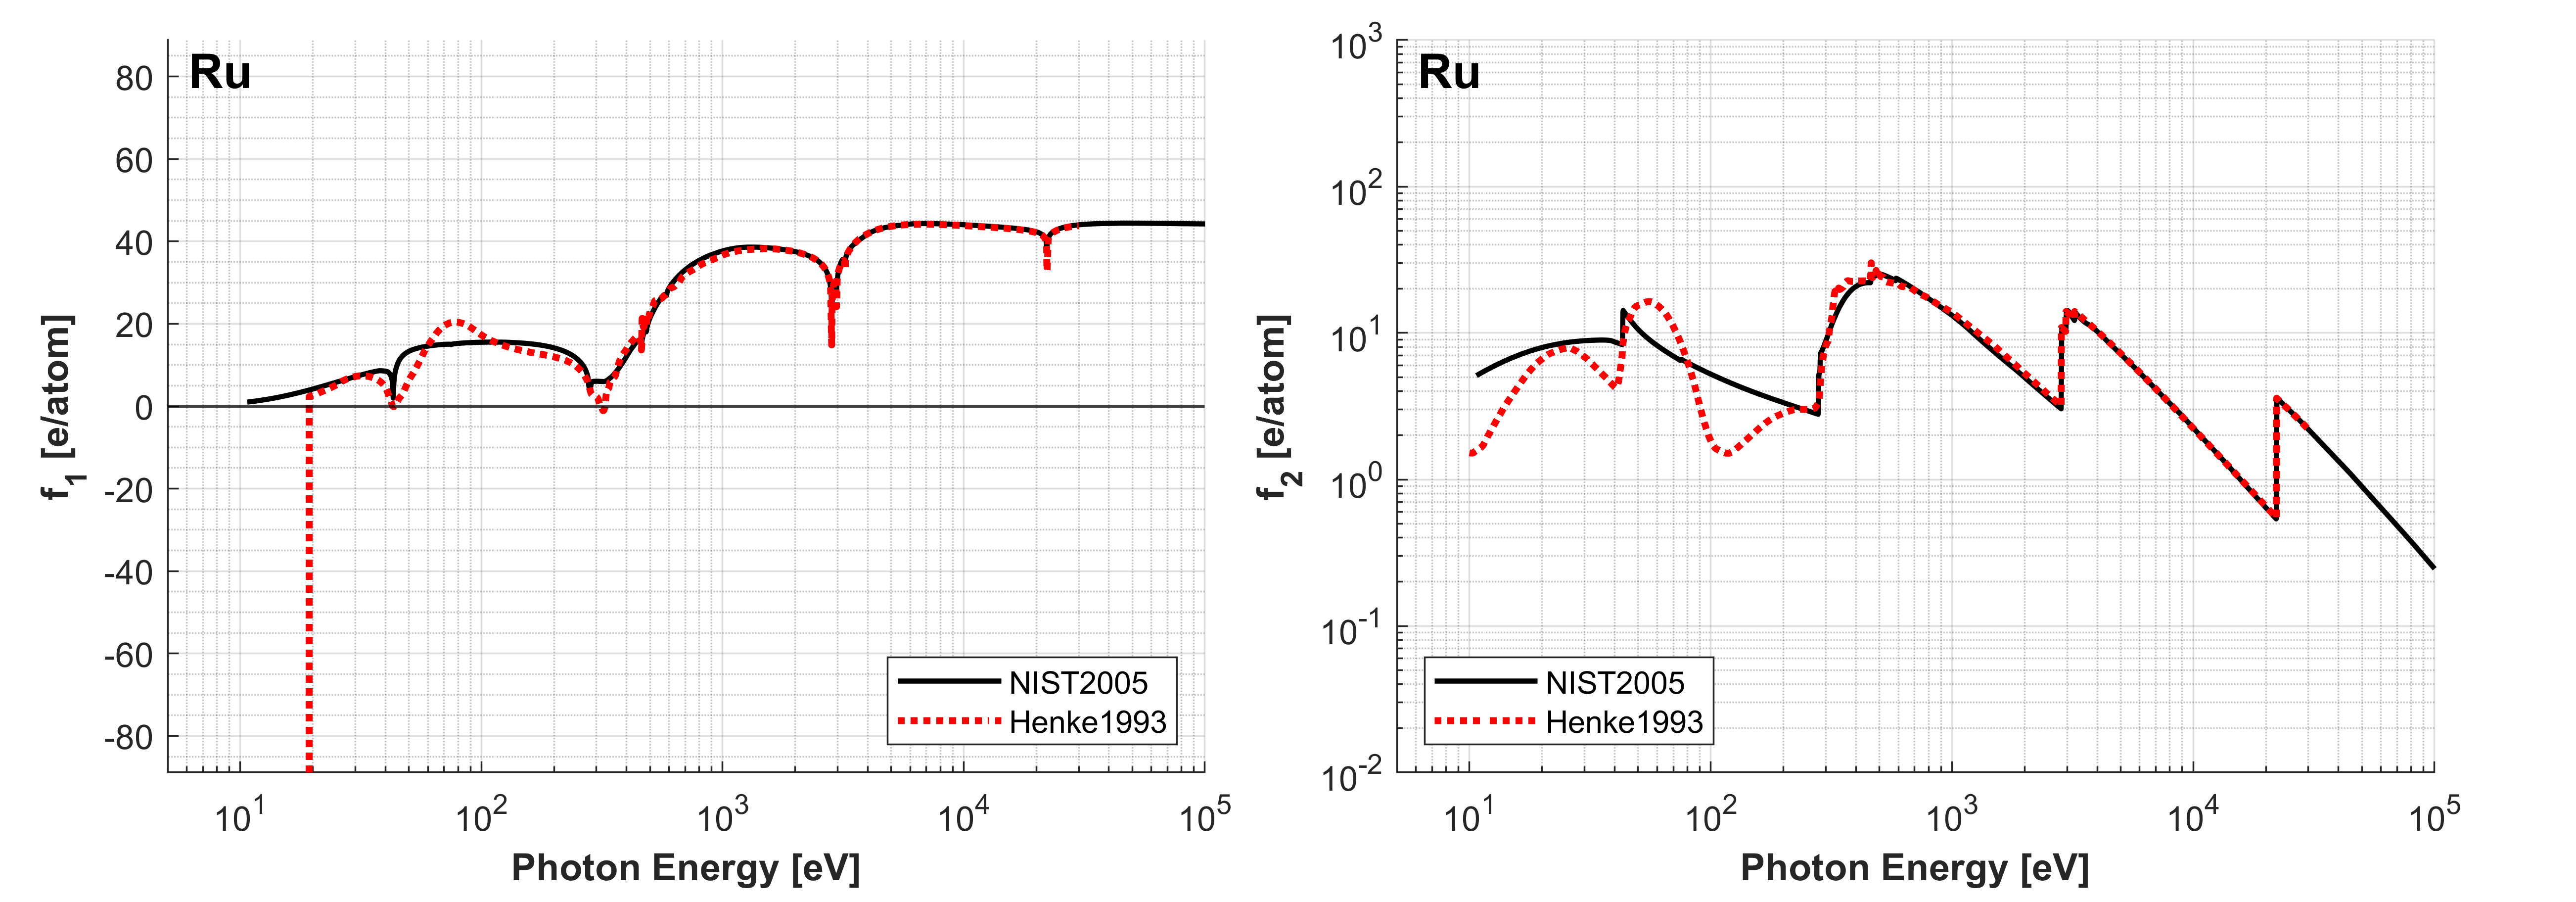 Ru
80
60
40
20
0
-20
-40
-60
-80
f1 [e/atom]
10^1 10^2 10^3 10^4 10^5
Photon Energy [eV]
NIST2005
Henke1993
Ru
10^3
10^2
10^1
10^0
10^-1
10^-2
f2 [e/atom]
10^1 10^2 10^3 10^4 10^5
Photon Energy [eV]
NIST2005
Henke1993